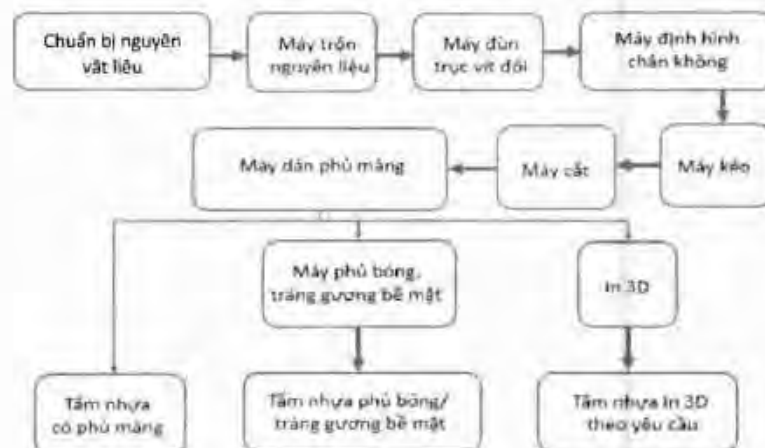 Chuẩn bị nguyên
vật liệu
Máy trộn
nguyên liệu
Máy đùn
trục vít đôi
Máy định hình
chân không
Máy dán phủ màng
Máy cắt
Máy kéo
Máy phủ bóng,
tráng gương bề mặt
In 3D
Tấm nhựa
có phủ màng
Tấm nhựa phủ bóng/
tráng gương bề mặt
Tấm nhựa in 3D
theo yêu cầu